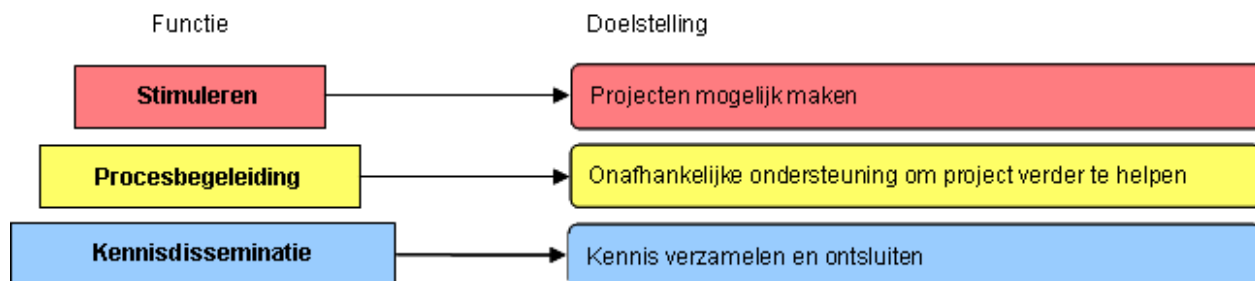 Functie Doelstelling
Stimuleren Projecten mogelijk maken
Procesbegeleiding Onafhankelijke ondersteuning om project verder te helpen
Kennisdisseminatie Kennis verzamelen en ontsluiten